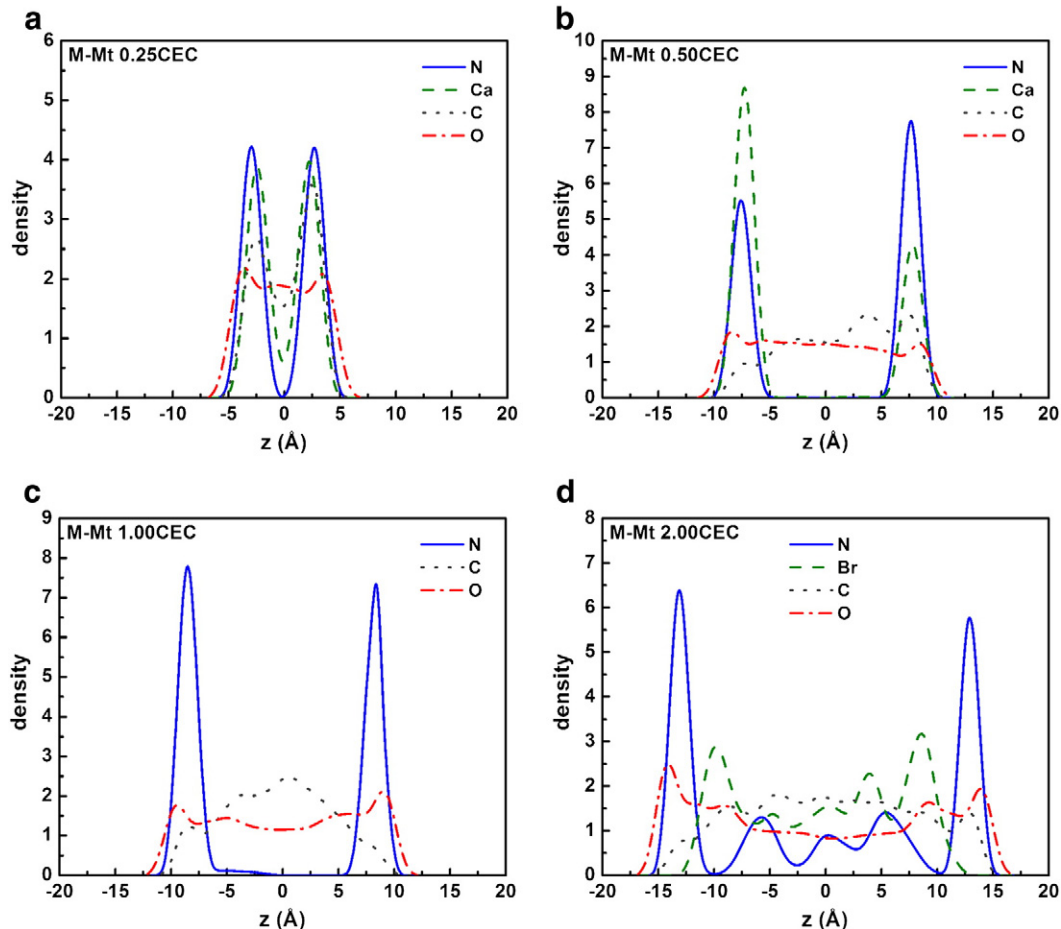 a
M-Mt 0.25CEC
N
Ca
C
O
density
6
5
4
3
2
1
0
-20 -15 -10 -5 0 5 10 15 20
z (Å)
b
M-Mt 0.50CEC
N
Ca
C
O
density
10
9
8
7
6
5
4
3
2
1
0
-20 -15 -10 -5 0 5 10 15 20
z (Å)
c
M-Mt 1.00CEC
N
C
O
density
9
8
7
6
5
4
3
2
1
0
-20 -15 -10 -5 0 5 10 15 20
z (Å)
d
M-Mt 2.00CEC
N
Br
C
O
density
8
7
6
5
4
3
2
1
0
-20 -15 -10 -5 0 5 10 15 20
z (Å)